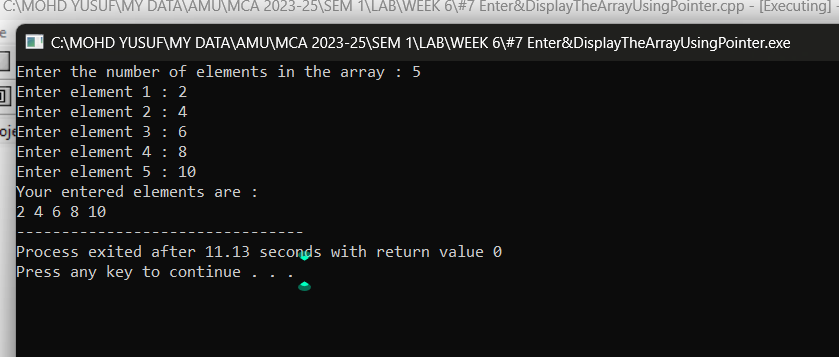 C:\MOHD YUSUF\MY DATA\AMU\MCA 2023-25\SEM 1\LAB\WEEK 6\#7 Enter&DisplayTheArrayUsingPointer.cpp - [Executing] -
C:\MOHD YUSUF\MY DATA\AMU\MCA 2023-25\SEM 1\LAB\WEEK 6\#7 Enter&DisplayTheArrayUsingPointer.exe
Enter the number of elements in the array : 5
Enter element 1 : 2
Enter element 2 : 4
Enter element 3 : 6
Enter element 4 : 8
Enter element 5 : 10
Your entered elements are :
2 4 6 8 10
--------------------------------
Process exited after 11.13 seconds with return value 0
Press any key to continue . . .